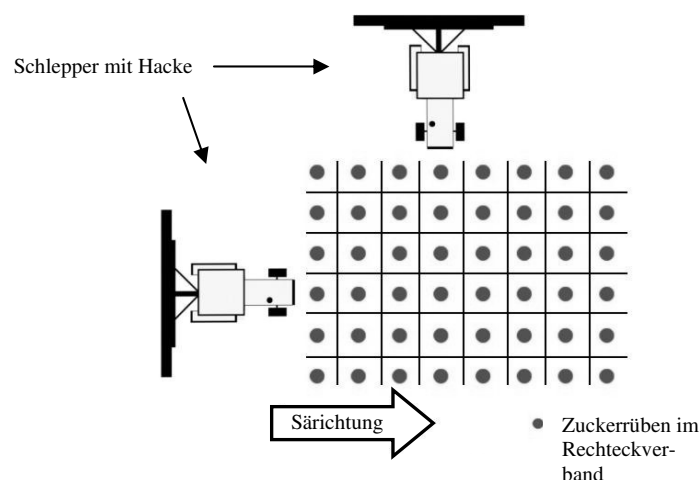 Schlepper mit Hacke
Särichtung
Zuckerrüben im
Rechteckver-
band